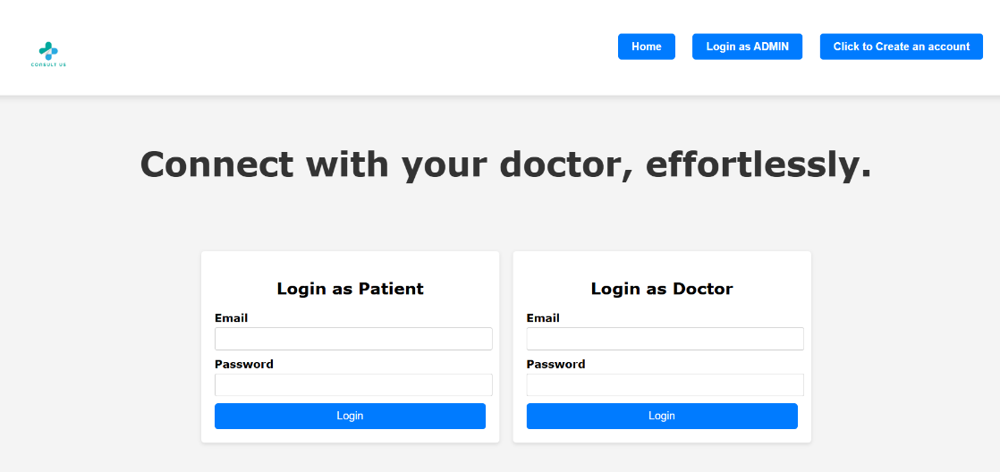 CONSULT US
Home
Login as ADMIN
Click to Create an account
Connect with your doctor, effortlessly.
Login as Patient
Email
Password
Login
Login as Doctor
Email
Password
Login